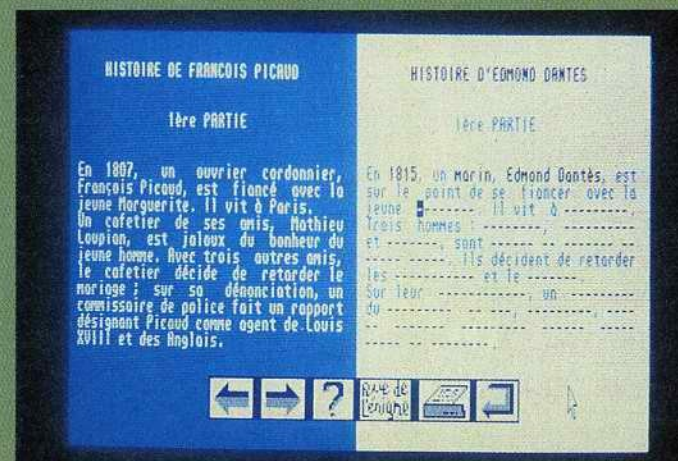 HISTOIRE DE FRANCOIS PICAUD
1ère PARTIE
En 1807, un ouvrier cordonnier,
François Picaud, est fiancé avec la
jeune Marguerite. Il vit à Paris.
Un cafetier de ses amis, Mathieu
Loupian, est jaloux du bonheur du
jeune homme. Avec trois autres amis,
le cafetier décide de retarder le
mariage ; sur sa dénonciation, un
commissaire de police fait un rapport
désignant Picaud comme agent de Louis
XVIII et des Anglais.
HISTOIRE D'EDMOND DANTES
1ère PARTIE
En 1815, un marin, Edmond Dantès, est
sur le point de se fiancer avec la
jeune --------. Il vit à ---------.
Trois hommes : --------, ---------
et -------, sont ----- -- -------
---- -------. Ils décident de retarder
les ---------- et le -------.
Sur leur ------------, un ---------
du ---------- -- ---, --------, ----
-- ------- ------ ------- -- -----
----- -- ---------.
?
Revue de
l'énigme